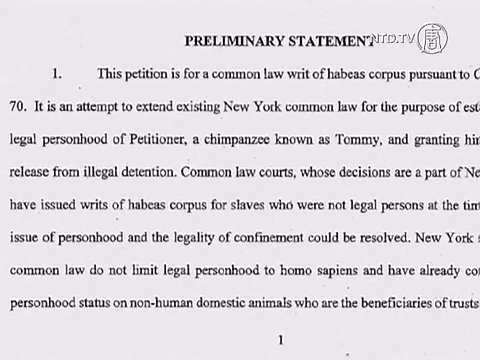 NTD.TV
PRELIMINARY STATEMENT
1. This petition is for a common law writ of habeas corpus pursuant to C
70. It is an attempt to extend existing New York common law for the purpose of est
legal personhood of Petitioner, a chimpanzee known as Tommy, and granting hi
release from illegal detention. Common law courts, whose decisions are a part of Ne
have issued writs of habeas corpus for slaves who were not legal persons at the tim
issue of personhood and the legality of confinement could be resolved. New York
common law do not limit legal personhood to homo sapiens and have already co
personhood status on non-human domestic animals who are the beneficiaries of trusts
1